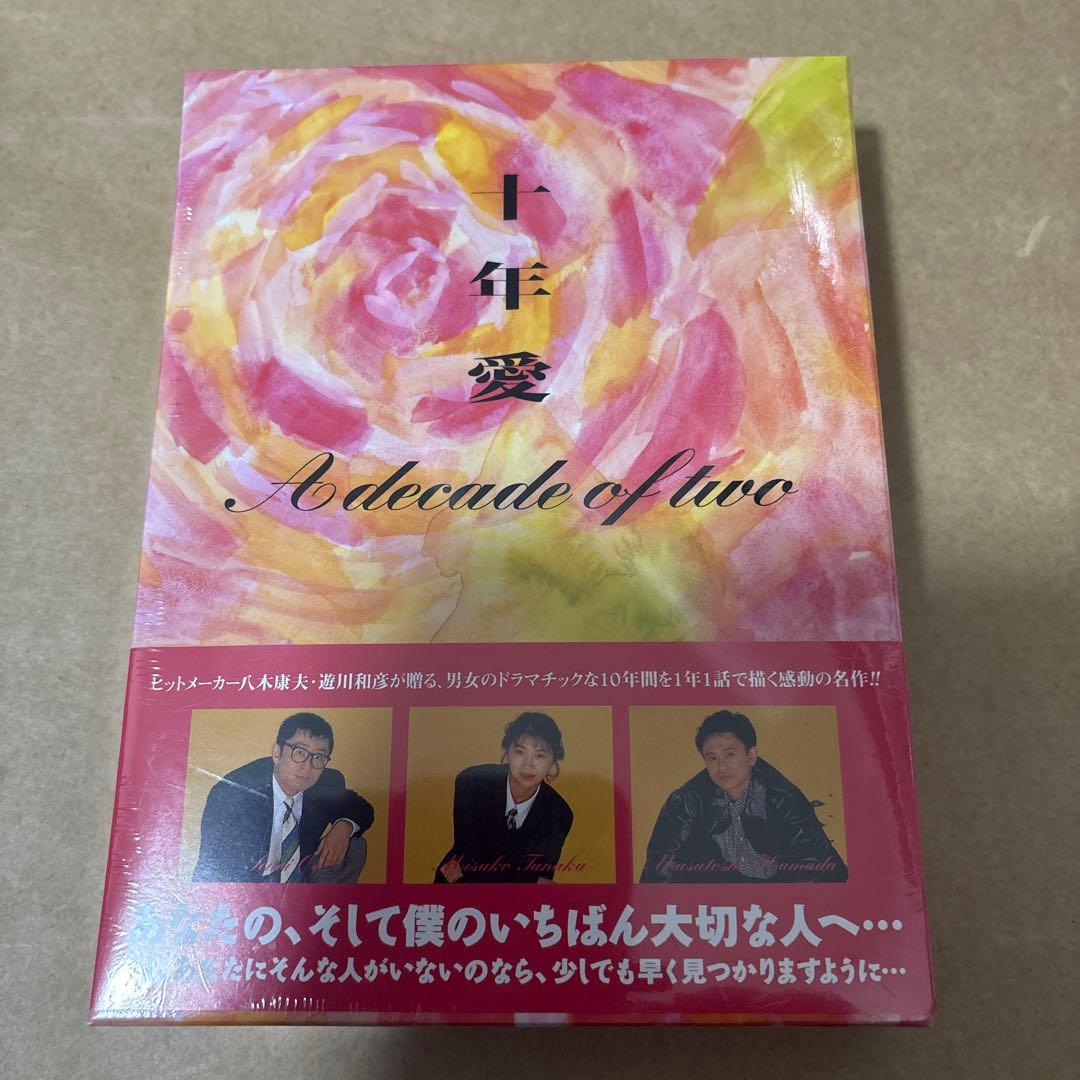 十年愛
A decade of two
ヒットメーカー八木康夫・遊川和彦が贈る、男女のドラマチックな10年間を1年1話で描く感動の名作!!
Misako Tanaka
Masatoshi Hamada
あなたの、そして僕のいちばん大切な人へ…
あなたにそんな人がいないのなら、少しでも早く見つかりますように…